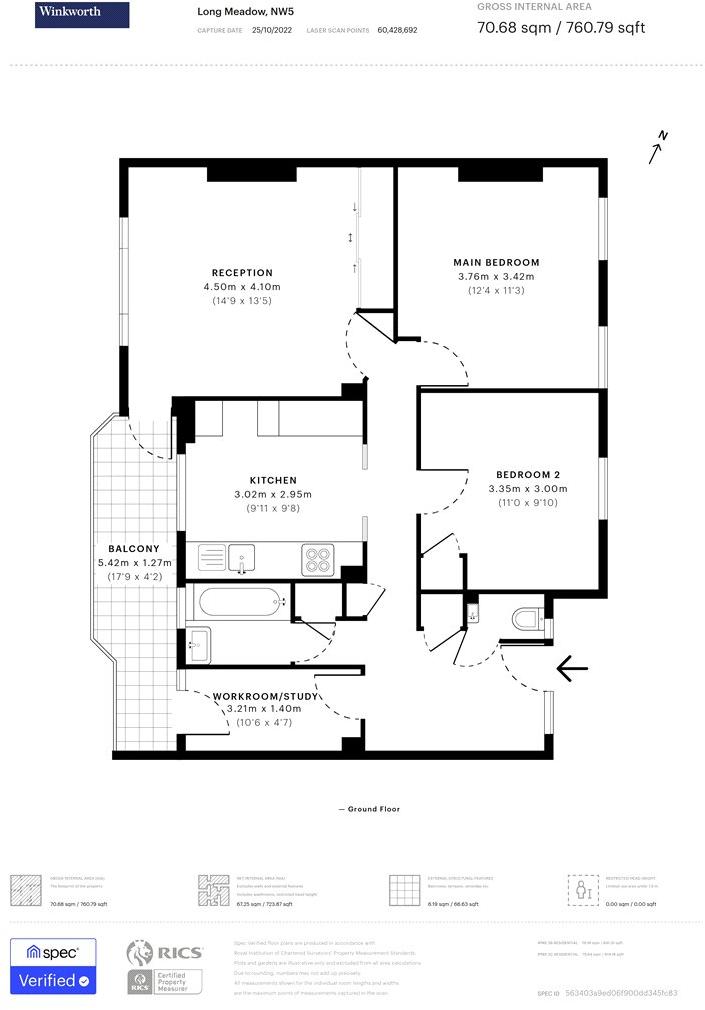 Winkworth
Long Meadow, NW5
CAPTURE DATE 25/10/2022 LASER SCAN POINTS 60,428,692
GROSS INTERNAL AREA
70.68 sqm / 760.79 sqft
N
RECEPTION
4.50m x 4.10m
(14'9 x 13'5)
MAIN BEDROOM
3.76m x 3.42m
(12'4 x 11'3)
KITCHEN
3.02m x 2.95m
(9'11 x 9'8)
BEDROOM 2
3.35m x 3.00m
(11'0 x 9'10)
BALCONY
5.42m x 1.27m
(17'9 x 4'2)
WORKROOM/STUDY
3.21m x 1.40m
(10'6 x 4'7)
— Ground Floor
GROSS INTERNAL AREA (GIA)
The footprint of the property
70.68 sqm / 760.79 sqft
NET INTERNAL AREA (NIA)
Excludes walls and external features
Includes washrooms, restricted head height
67.25 sqm / 723.87 sqft
EXTERNAL STRUCTURAL FEATURES
Balconies, terraces, verandas etc.
6.19 sqm / 66.63 sqft
RESTRICTED HEAD HEIGHT
Limited use area under 1.5 m
0.00 sqm / 0.00 sqft
spec
Verified
RICS
RICS
Certified
Property
Measurer
Spec Verified floor plans are produced in accordance with
Royal Institution of Chartered Surveyors' Property Measurement Standards.
Plots and gardens are illustrative only and excluded from all area calculations.
Due to rounding, numbers may not add up precisely.
All measurements shown for the individual room lengths and widths
are the maximum points of measurements captured in the scan.
IPMS 3B RESIDENTIAL
IPMS 3C RESIDENTIAL
SPEC ID 563403a9ed06f900dd345fc83